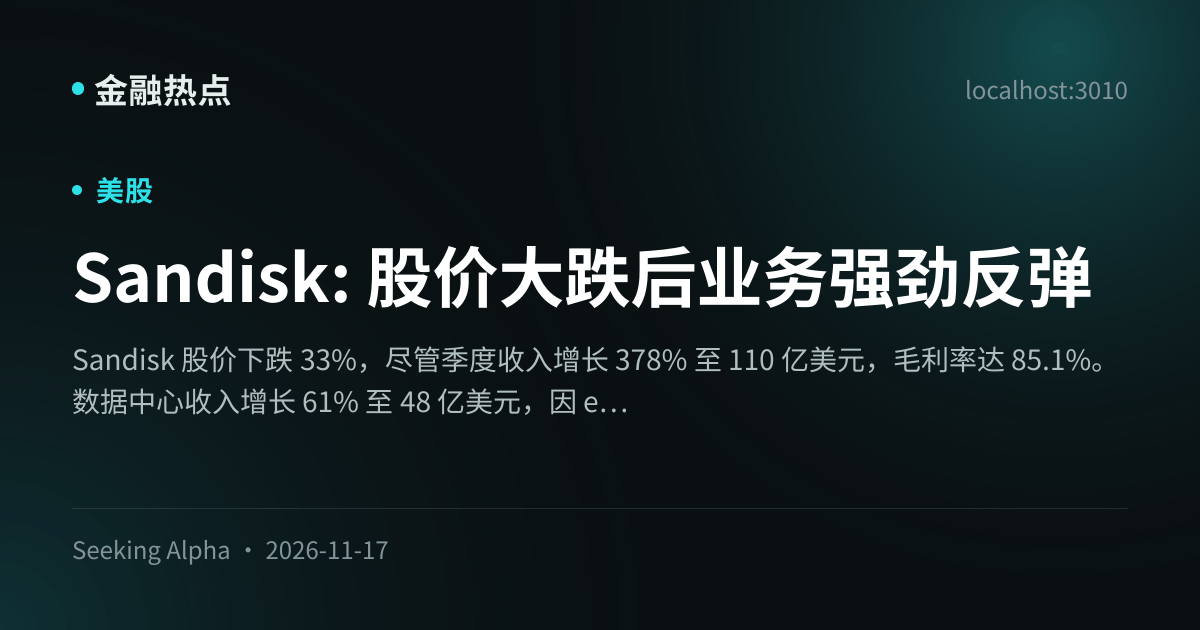 金融热点
localhost:3010
美股
Sandisk: 股价大跌后业务强劲反弹
Sandisk 股价下跌 33%，尽管季度收入增长 378% 至 110 亿美元，毛利率达 85.1%。
数据中心收入增长 61% 至 48 亿美元，因 e…
Seeking Alpha · 2026-11-17